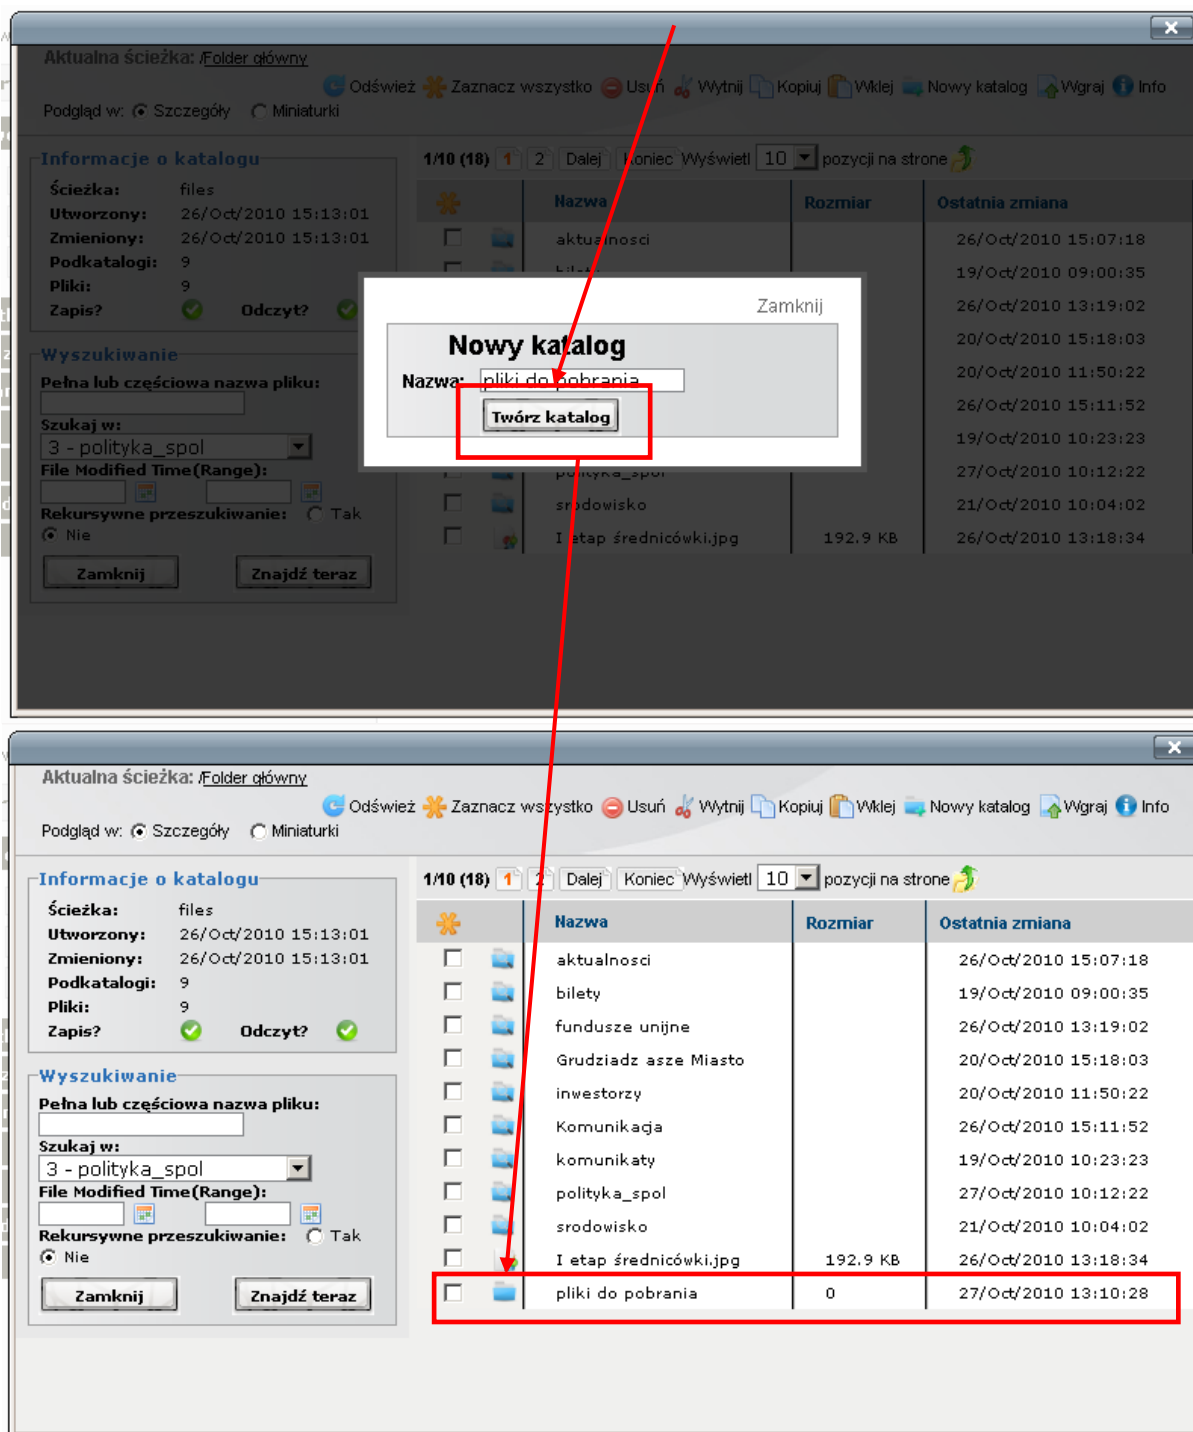 Aktualna ścieżka: /Folder główny
Odśwież Zaznacz wszystko Usuń Wytnij Kopiuj Wklej Nowy katalog Wgraj Info
Podgląd w: Szczegóły Miniaturki
Informacje o katalogu
1/10 (18) 1 2 Dalej Koniec Wyświetl 10 pozycji na strone
Ścieżka: files
Utworzony: 26/Oct/2010 15:13:01
Zmieniony: 26/Oct/2010 15:13:01
Podkatalogi: 9
Pliki: 9
Zapis? Odczyt?
Nazwa Rozmiar Ostatnia zmiana
aktualnosci 26/Oct/2010 15:07:18
bilety 19/Oct/2010 09:00:35
26/Oct/2010 13:19:02
20/Oct/2010 15:18:03
20/Oct/2010 11:50:22
26/Oct/2010 15:11:52
19/Oct/2010 10:23:23
polityka_spol 27/Oct/2010 10:12:22
srodowisko 21/Oct/2010 10:04:02
I etap średnicówki.jpg 192.9 KB 26/Oct/2010 13:18:34
Zamknij
Nowy katalog
Nazwa: pliki do pobrania
Twórz katalog
Wyszukiwanie
Pełna lub częściowa nazwa pliku:
Szukaj w:
3 - polityka_spol
File Modified Time(Range):
Rekursywne przeszukiwanie: Tak
Nie
Zamknij Znajdź teraz
Aktualna ścieżka: /Folder główny
Odśwież Zaznacz wszystko Usuń Wytnij Kopiuj Wklej Nowy katalog Wgraj Info
Podgląd w: Szczegóły Miniaturki
Informacje o katalogu
1/10 (18) 1 2 Dalej Koniec Wyświetl 10 pozycji na strone
Ścieżka: files
Utworzony: 26/Oct/2010 15:13:01
Zmieniony: 26/Oct/2010 15:13:01
Podkatalogi: 9
Pliki: 9
Zapis? Odczyt?
Wyszukiwanie
Pełna lub częściowa nazwa pliku:
Szukaj w:
3 - polityka_spol
File Modified Time(Range):
Rekursywne przeszukiwanie: Tak
Nie
Zamknij Znajdź teraz
Nazwa Rozmiar Ostatnia zmiana
aktualnosci 26/Oct/2010 15:07:18
bilety 19/Oct/2010 09:00:35
fundusze unijne 26/Oct/2010 13:19:02
Grudziadz asze Miasto 20/Oct/2010 15:18:03
inwestorzy 20/Oct/2010 11:50:22
Komunikacja 26/Oct/2010 15:11:52
komunikaty 19/Oct/2010 10:23:23
polityka_spol 27/Oct/2010 10:12:22
srodowisko 21/Oct/2010 10:04:02
I etap średnicówki.jpg 192.9 KB 26/Oct/2010 13:18:34
pliki do pobrania 0 27/Oct/2010 13:10:28